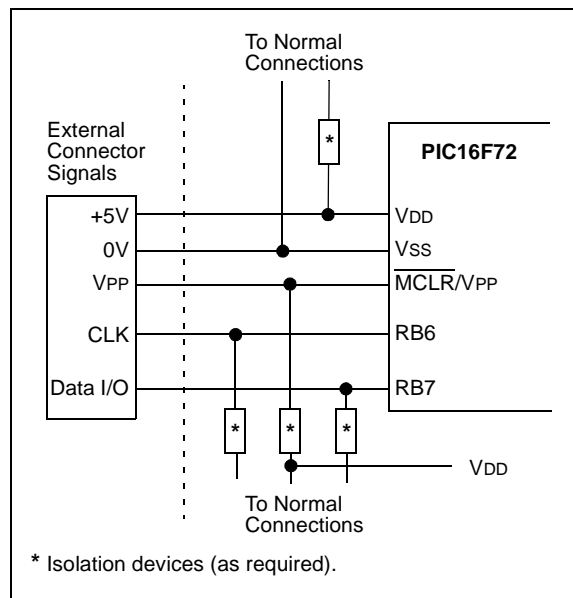 To Normal
Connections
External
Connector
Signals
*
PIC16F72
+5V
VDD
0V
VSS
VPP
MCLR/VPP
CLK
RB6
Data I/O
RB7
* * *
VDD
To Normal
Connections
* Isolation devices (as required).